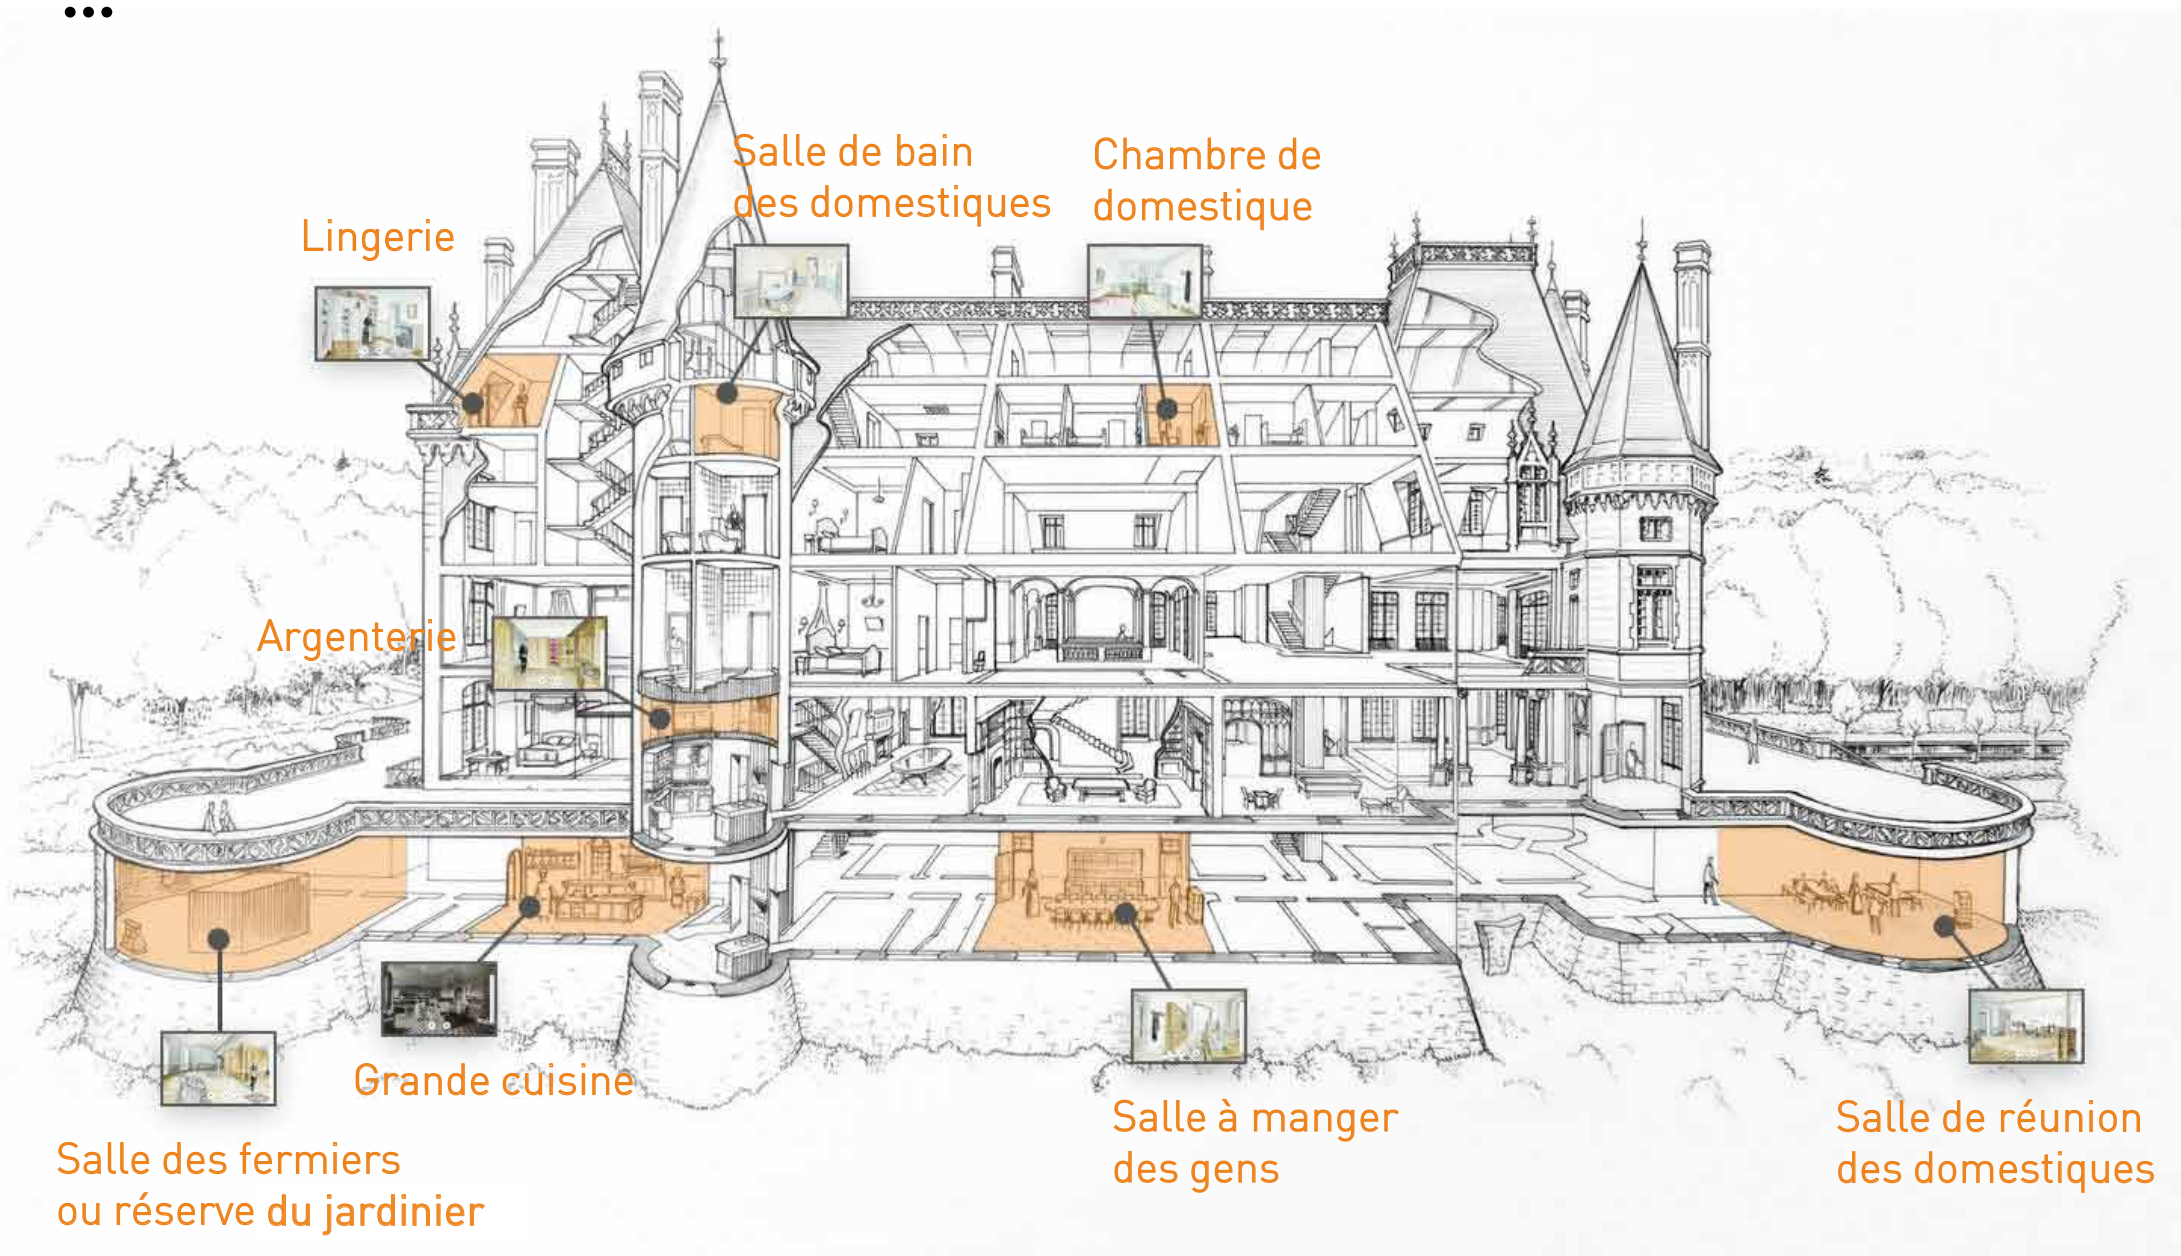 •••
Salle de bain
des domestiques
Chambre de
domestique
Lingerie
Argenterie
Grande cuisine
Salle à manger
des gens
Salle de réunion
des domestiques
Salle des fermiers
ou réserve du jardinier